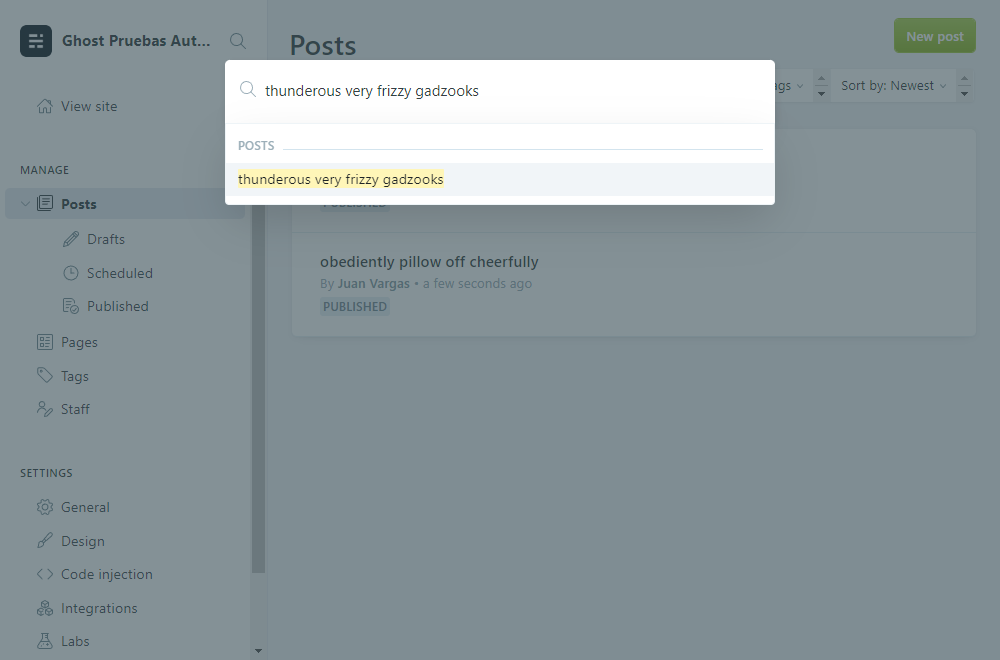 Ghost Pruebas Aut...
View site
MANAGE
Posts
Drafts
Scheduled
Published
Pages
Tags
Staff
SETTINGS
General
Design
Code injection
Integrations
Labs
Posts
New post
Sort by: Newest
thunderous very frizzy gadzooks
POSTS
thunderous very frizzy gadzooks
PUBLISHED
obediently pillow off cheerfully
By Juan Vargas • a few seconds ago
PUBLISHED